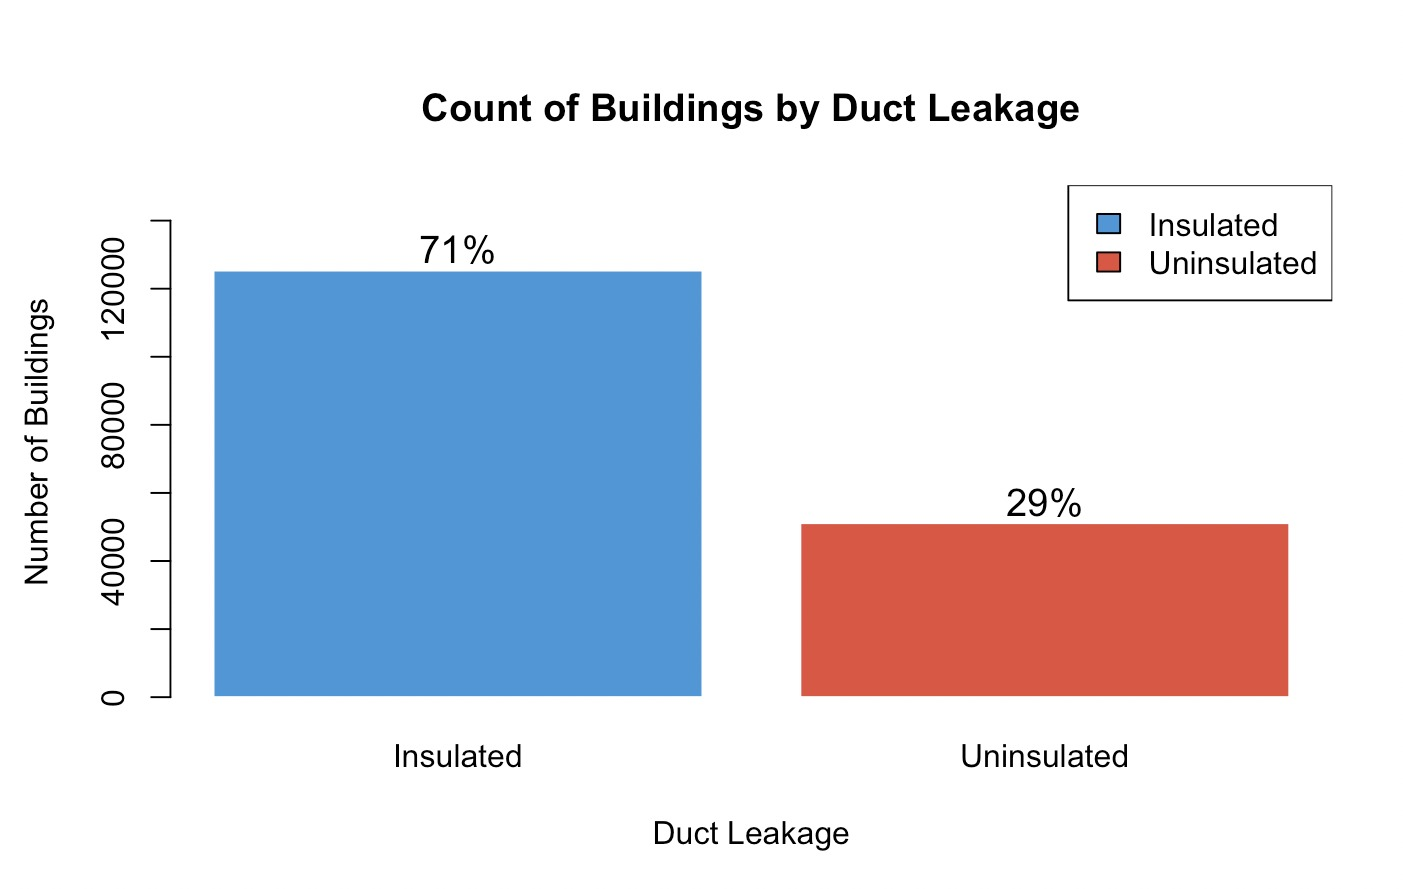 Count of Buildings by Duct Leakage
Insulated
Uninsulated
71%
29%
Number of Buildings
120000
80000
40000
0
Insulated
Uninsulated
Duct Leakage